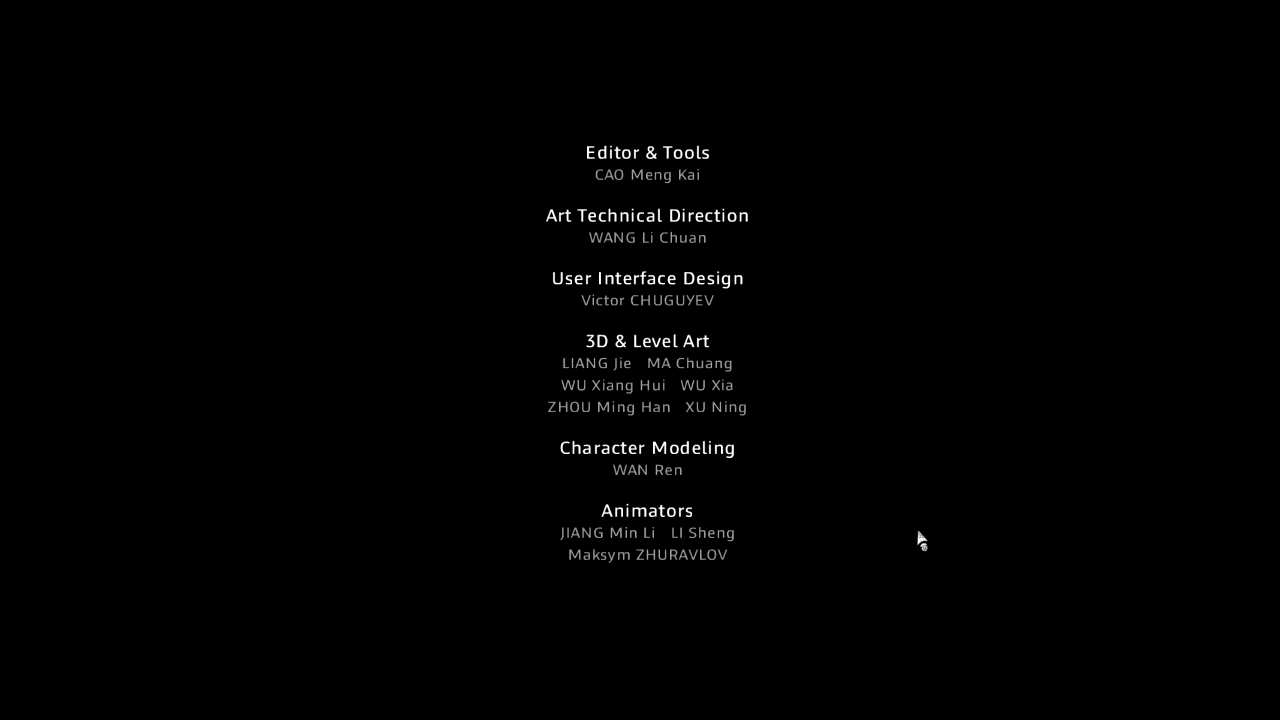 Editor & Tools
CAO Meng Kai
Art Technical Direction
WANG Li Chuan
User Interface Design
Victor CHUGUYEV
3D & Level Art
LIANG Jie MA Chuang
WU Xiang Hui WU Xia
ZHOU Ming Han XU Ning
Character Modeling
WAN Ren
Animators
JIANG Min Li LI Sheng
Maksym ZHURAVLOV